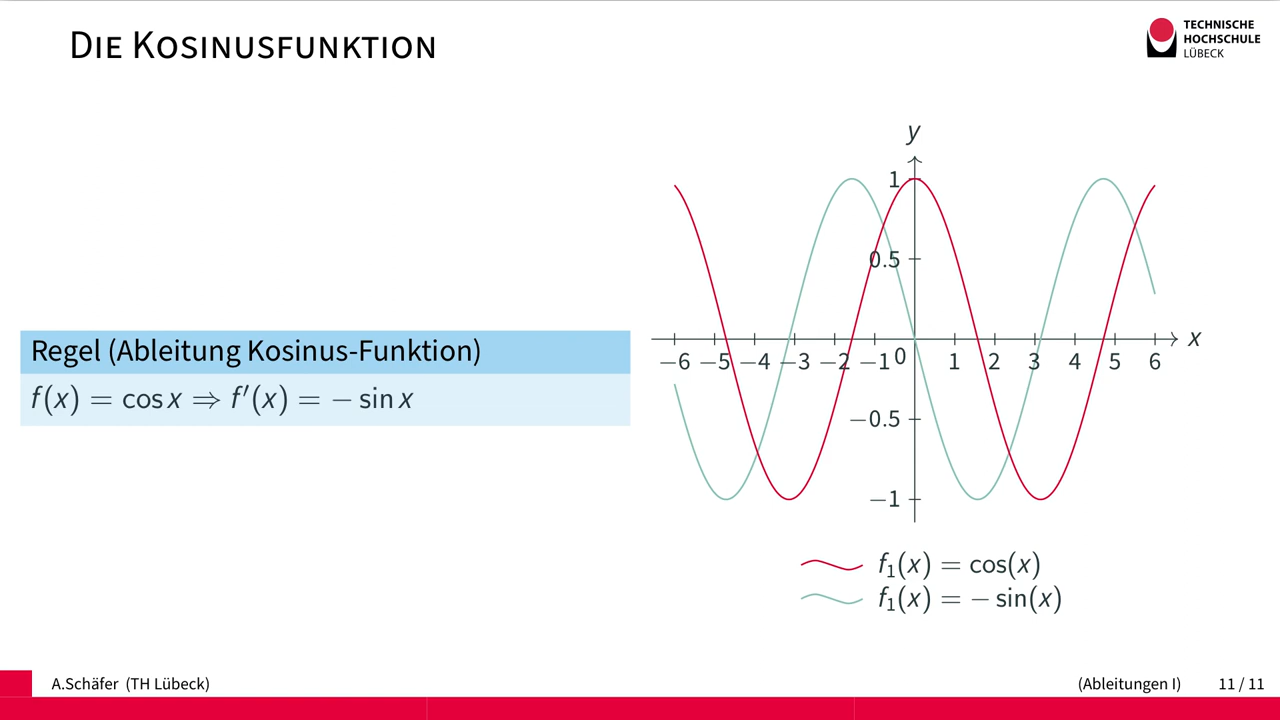 Die Kosinusfunktion
TECHNISCHE
HOCHSCHULE
LÜBECK
Regel (Ableitung Kosinus-Funktion)
f(x) = cos x ⇒ f′(x) = − sin x
y
1
0.5
−0.5
−1
−6 −5 −4 −3 −2 −1 0 1 2 3 4 5 6
x
f₁(x) = cos(x)
f₁(x) = − sin(x)
A.Schäfer (TH Lübeck) (Ableitungen I) 11 / 11